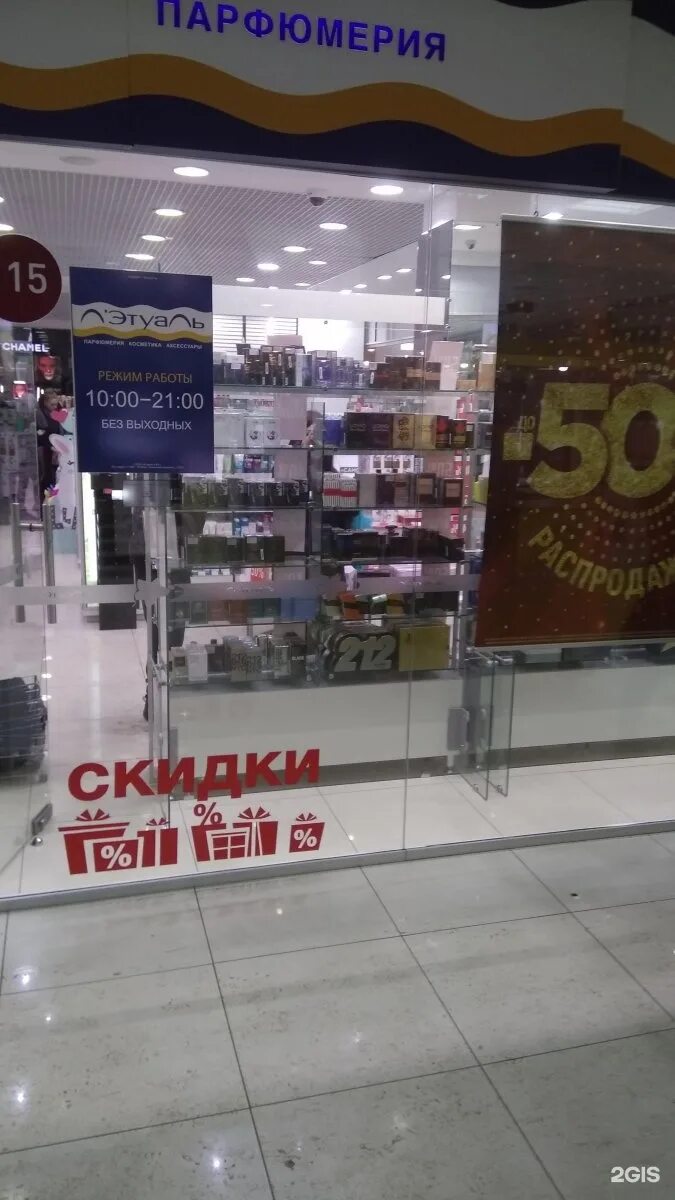 ПАРФЮМЕРИЯ
15
Л'ЭТУАЛЬ
ПАРФЮМЕРИЯ КОСМЕТИКА АКСЕССУАРЫ
CHANEL
РЕЖИМ РАБОТЫ
10:00–21:00
БЕЗ ВЫХОДНЫХ
ДО
-50
РАСПРОДАЖ
212
СКИДКИ
% % %
2GIS